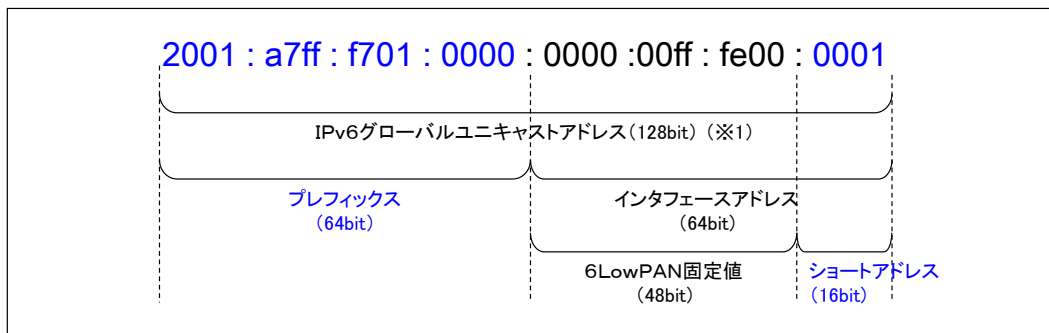 2001 : a7ff : f701 : 0000 : 0000 :00ff : fe00 : 0001
IPv6グローバルユニキャストアドレス(128bit) (※1)
プレフィックス
(64bit)
インタフェースアドレス
(64bit)
6LowPAN固定値
(48bit)
ショートアドレス
(16bit)